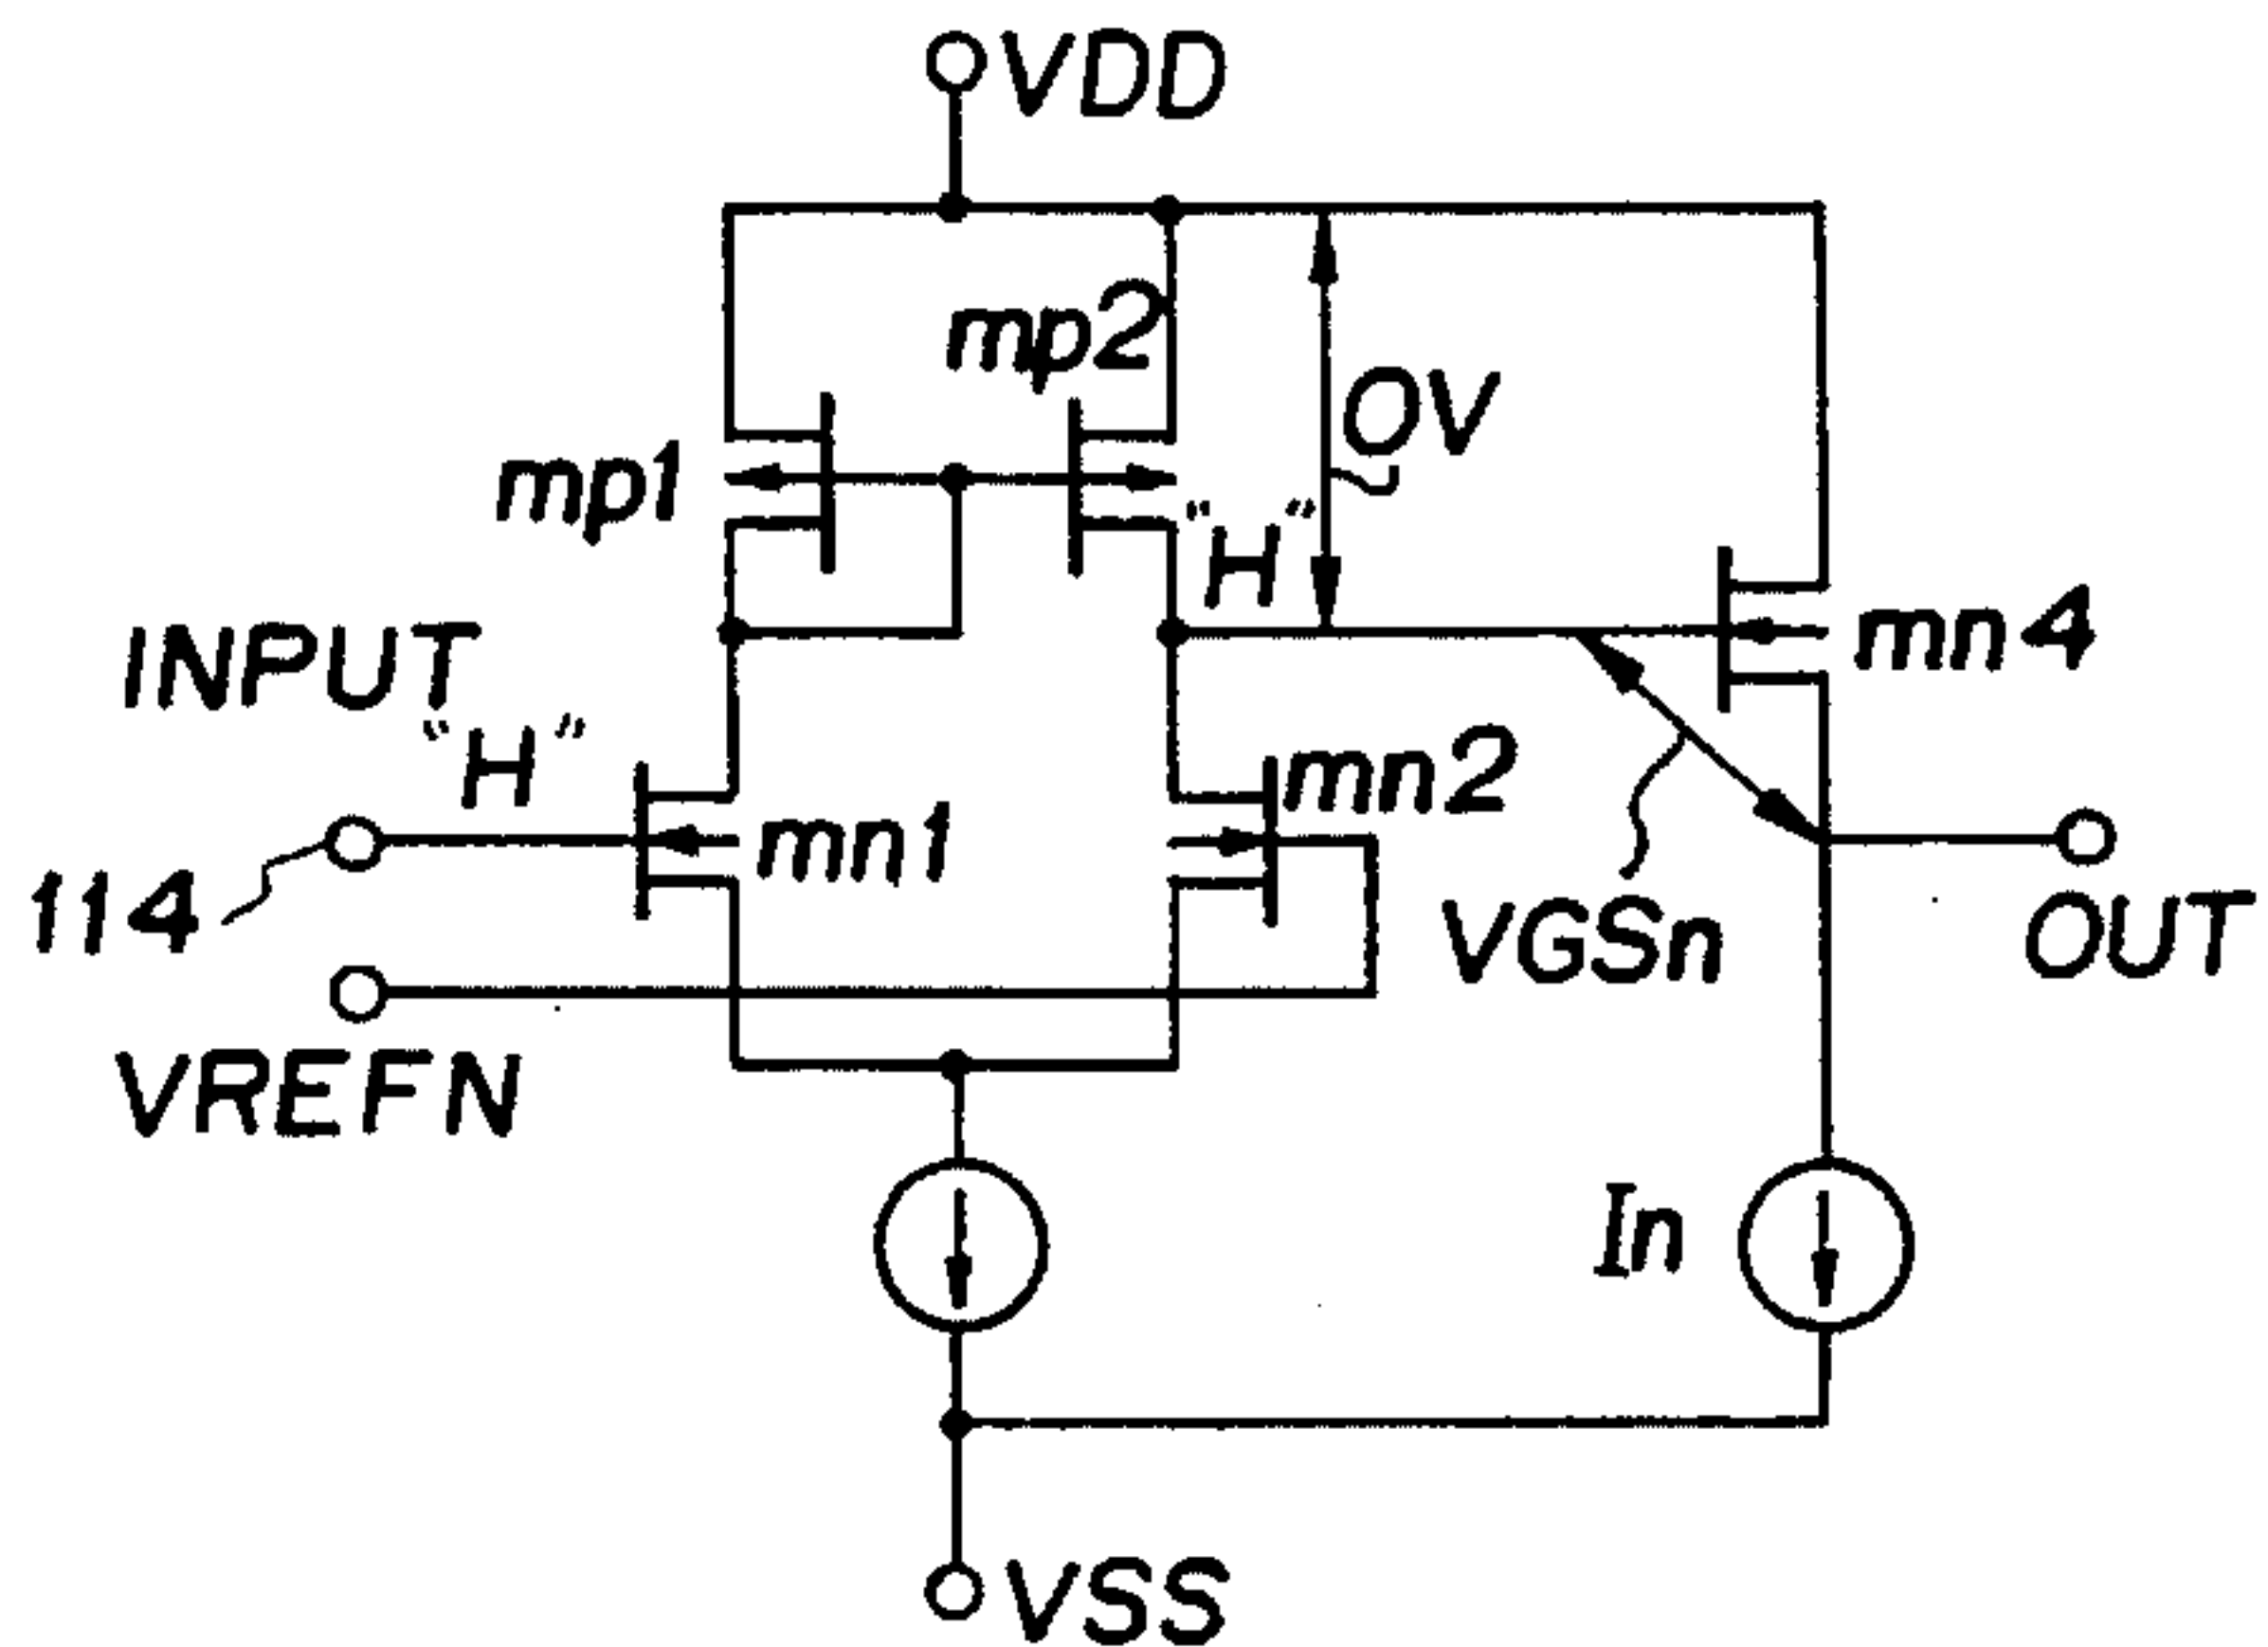 VDD
mp2
OV
mp1
"H"
mn4
INPUT
"H"
mn2
mn1
114
VGSn
OUT
VREFN
In
VSS